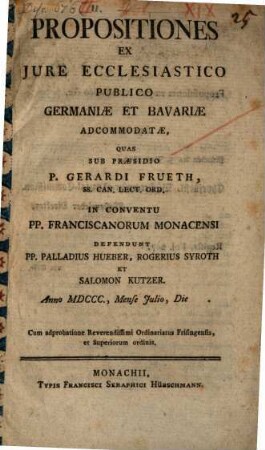 XIX
25
PROPOSITIONES
EX
JURE ECCLESIASTICO
PUBLICO
GERMANIÆ ET BAVARIÆ
ADCOMMODATÆ,
QUAS
SUB PRÆSIDIO
P. GERARDI FRUETH,
SS. CAN. LECT. ORD.
IN CONVENTU
PP. FRANCISCANORUM MONACENSI
DEFENDUNT
PP. PALLADIUS HUEBER, ROGERIUS SYROTH
ET
SALOMON KUTZER.
Anno MDCCC., Mense Julio, Die
Cum adprobatione Reverendissimi Ordinariatus Frisingensis,
et Superiorum ordinis.
MONACHII,
TYPIS FRANCISCI SERAPHICI HÜBSCHMANN.